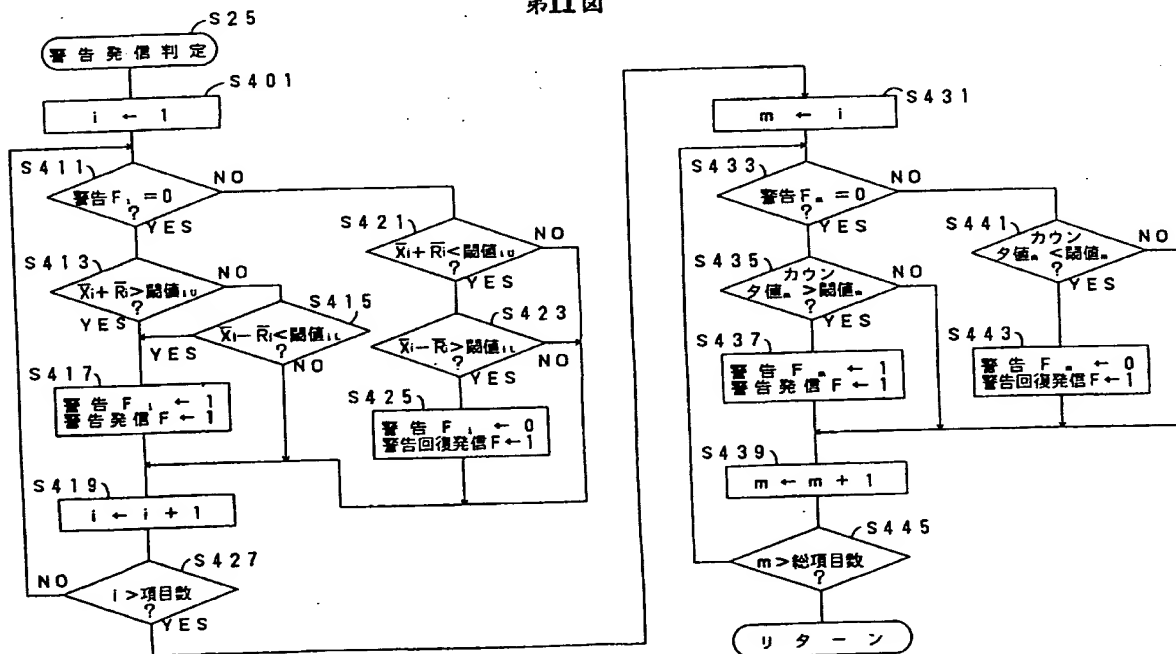 第11図
S25
警告発信判定
S401
i ← 1
S411
警告Fi=0
?
NO
YES
S413
X̄i+R̄i>閾値iU
?
NO
YES
S415
X̄i−R̄i<閾値iL
?
YES
NO
S417
警告Fi ← 1
警告発信F←1
S419
i ← i + 1
S427
i>項目数
?
NO
YES
S421
X̄i+R̄i<閾値iU
?
NO
YES
S423
X̄i−R̄i>閾値iL
?
NO
YES
S425
警告Fi ← 0
警告回復発信F←1
S431
m ← i
S433
警告Fm=0
?
NO
YES
S435
カウン
タ値m>閾値m
?
NO
YES
S437
警告Fm ← 1
警告発信F←1
S441
カウン
タ値m<閾値m
?
NO
YES
S443
警告Fm ← 0
警告回復発信F←1
S439
m ← m + 1
S445
m>総項目数
?
リターン